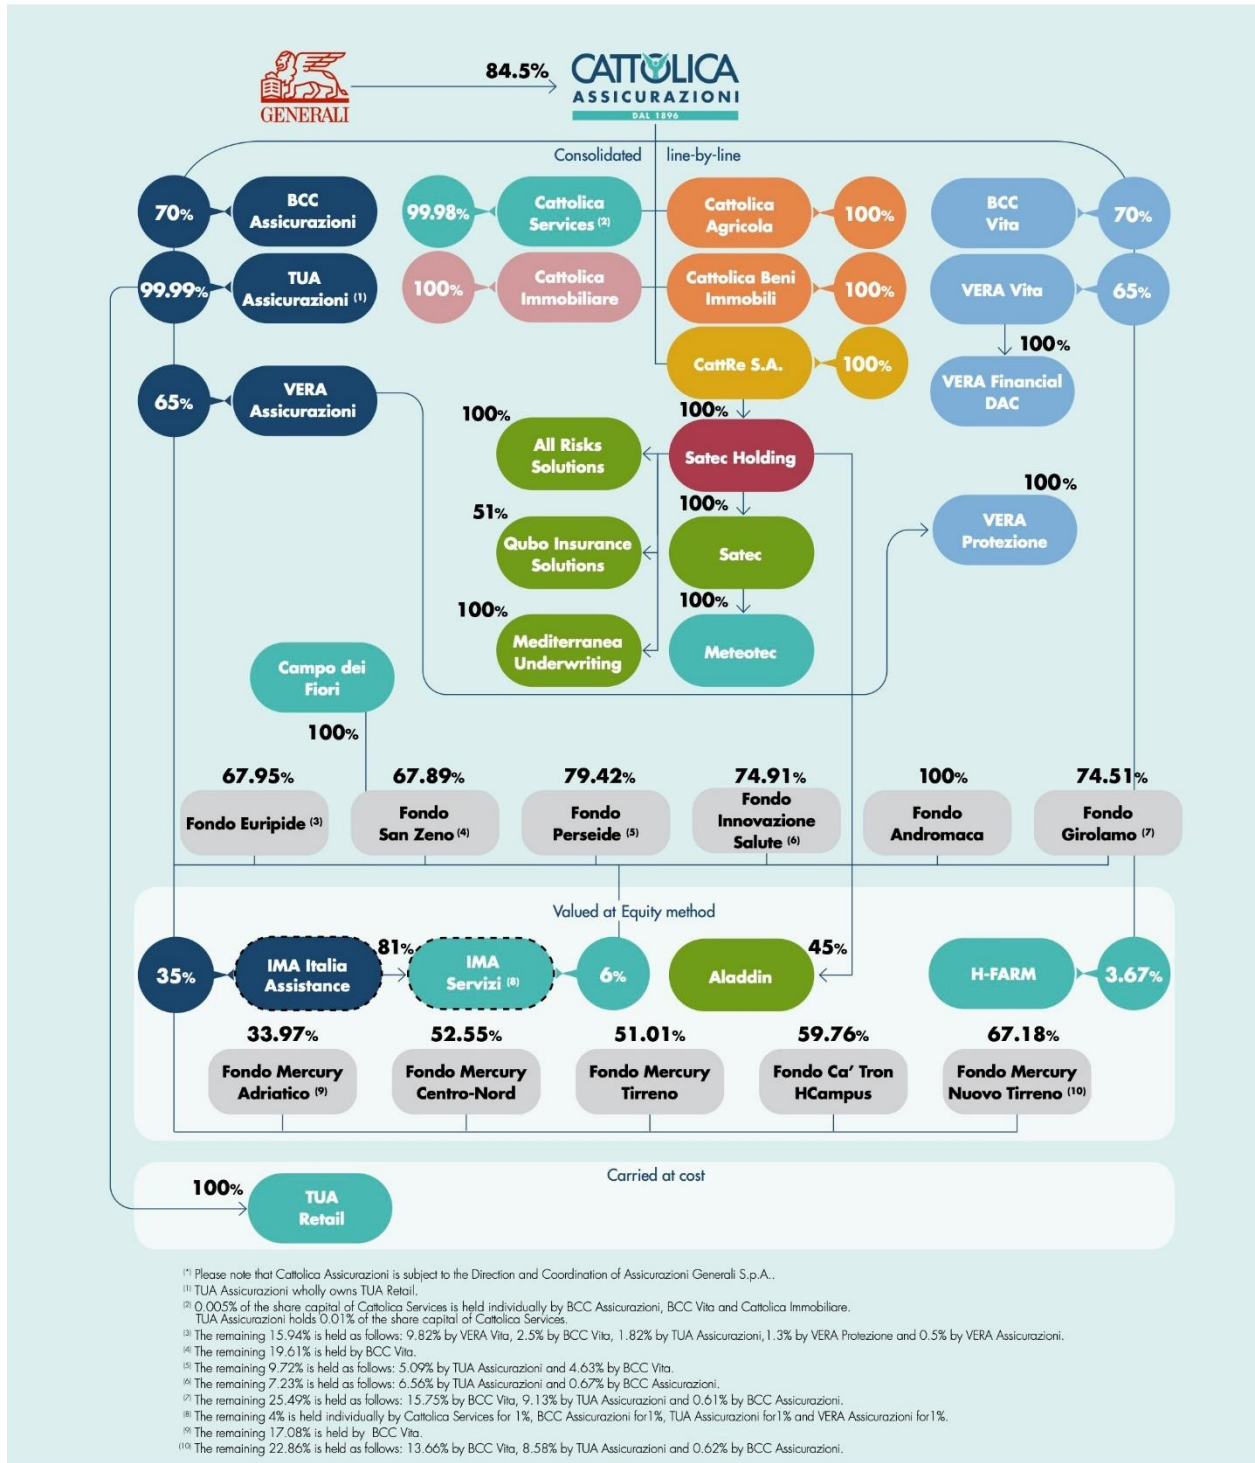 84.5%
GENERALI
CATTOLICA
ASSICURAZIONI
DAL 1896
Consolidated line-by-line
70%
BCC
Assicurazioni
99.98%
Cattolica
Services (2)
Cattolica
Agricola
100%
BCC
Vita
70%
99.99%
TUA
Assicurazioni (1)
100%
Cattolica
Immobiliare
Cattolica Beni
Immobili
100%
VERA Vita
65%
100%
CattRe S.A.
100%
VERA Financial
DAC
65%
VERA
Assicurazioni
100%
100%
All Risks
Solutions
Satec Holding
100%
100%
51%
Qubo Insurance
Solutions
Satec
VERA
Protezione
100%
100%
Mediterranea
Underwriting
Meteotec
Campo dei
Fiori
100%
67.95%
67.89%
79.42%
74.91%
100%
74.51%
Fondo Euripide (3)
Fondo
San Zeno (4)
Fondo
Perseide (5)
Fondo
Innovazione
Salute (6)
Fondo
Andromaca
Fondo
Girolamo (7)
Valued at Equity method
35%
IMA Italia
Assistance
81%
IMA
Servizi (8)
6%
Aladdin
45%
H-FARM
3.67%
33.97%
52.55%
51.01%
59.76%
67.18%
Fondo Mercury
Adriatico (9)
Fondo Mercury
Centro-Nord
Fondo Mercury
Tirreno
Fondo Ca' Tron
HCampus
Fondo Mercury
Nuovo Tirreno (10)
Carried at cost
100%
TUA
Retail
(*) Please note that Cattolica Assicurazioni is subject to the Direction and Coordination of Assicurazioni Generali S.p.A..
(1) TUA Assicurazioni wholly owns TUA Retail.
(2) 0.005% of the share capital of Cattolica Services is held individually by BCC Assicurazioni, BCC Vita and Cattolica Immobiliare.
TUA Assicurazioni holds 0.01% of the share capital of Cattolica Services.
(3) The remaining 15.94% is held as follows: 9.82% by VERA Vita, 2.5% by BCC Vita, 1.82% by TUA Assicurazioni,1.3% by VERA Protezione and 0.5% by VERA Assicurazioni.
(4) The remaining 19.61% is held by BCC Vita.
(5) The remaining 9.72% is held as follows: 5.09% by TUA Assicurazioni and 4.63% by BCC Vita.
(6) The remaining 7.23% is held as follows: 6.56% by TUA Assicurazioni and 0.67% by BCC Assicurazioni.
(7) The remaining 25.49% is held as follows: 15.75% by BCC Vita, 9.13% by TUA Assicurazioni and 0.61% by BCC Assicurazioni.
(8) The remaining 4% is held individually by Cattolica Services for 1%, BCC Assicurazioni for1%, TUA Assicurazioni for1% and VERA Assicurazioni for1%.
(9) The remaining 17.08% is held by BCC Vita.
(10) The remaining 22.86% is held as follows: 13.66% by BCC Vita, 8.58% by TUA Assicurazioni and 0.62% by BCC Assicurazioni.